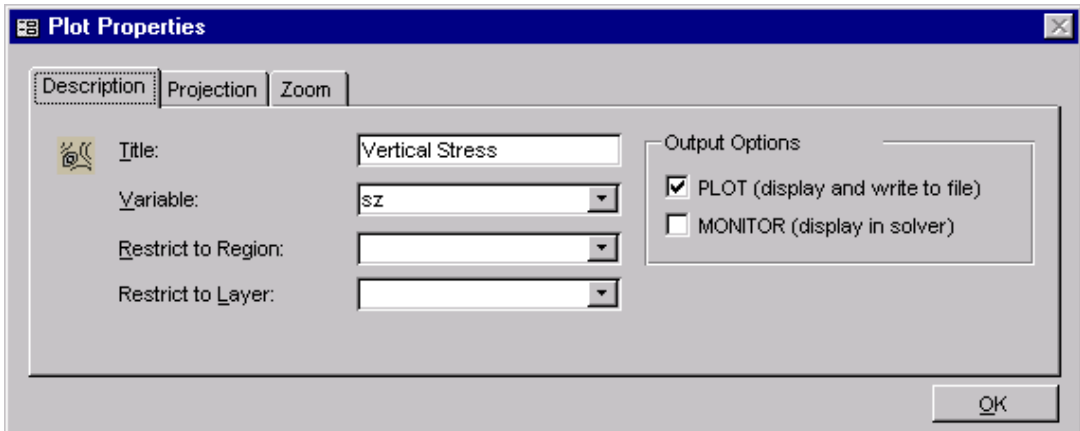 Plot Properties
Description Projection Zoom
Title: Vertical Stress
Variable: sz
Restrict to Region:
Restrict to Layer:
Output Options
PLOT (display and write to file)
MONITOR (display in solver)
OK